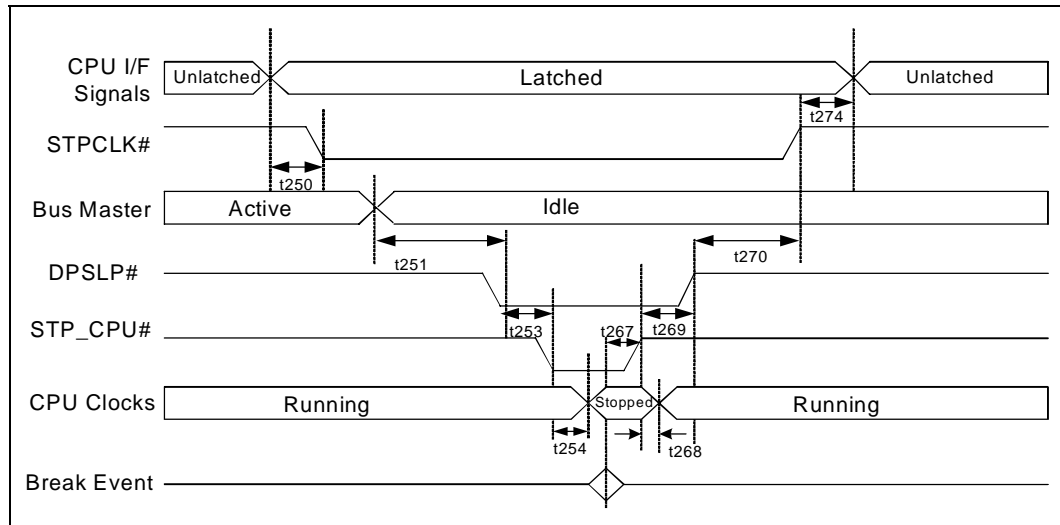 CPU I/F
Signals
Unlatched
Latched
Unlatched
t274
STPCLK#
t250
Bus Master
Active
Idle
t251
t270
DPSLP#
t253
t267
t269
STP_CPU#
CPU Clocks
Running
Stopped
Running
t254
t268
Break Event